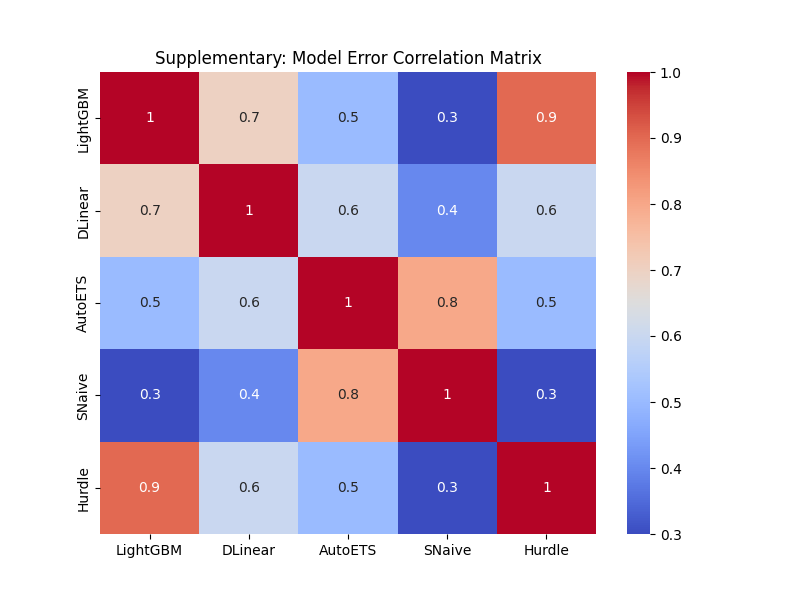 Supplementary: Model Error Correlation Matrix
LightGBM 1 0.7 0.5 0.3 0.9
DLinear 0.7 1 0.6 0.4 0.6
AutoETS 0.5 0.6 1 0.8 0.5
SNaive 0.3 0.4 0.8 1 0.3
Hurdle 0.9 0.6 0.5 0.3 1
LightGBM DLinear AutoETS SNaive Hurdle
1.0
0.9
0.8
0.7
0.6
0.5
0.4
0.3